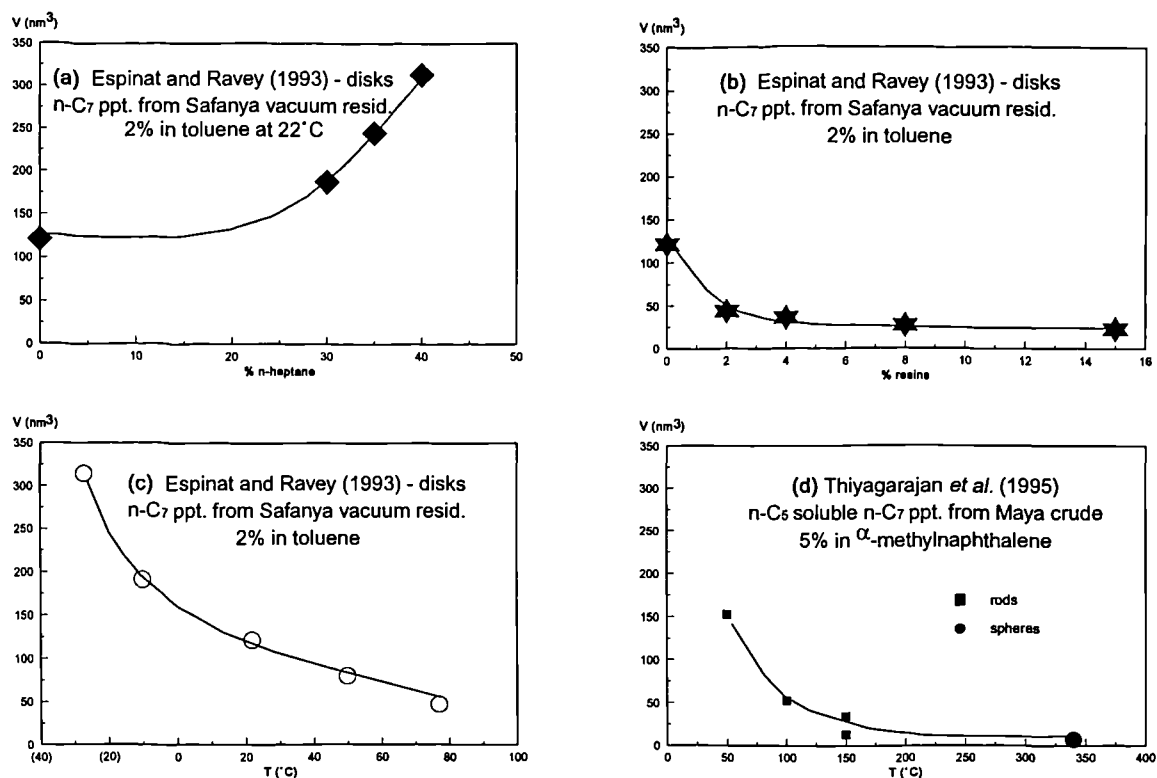 V (nm³)
350
300
250
200
150
100
50
0
(a) Espinat and Ravey (1993) - disks
n-C₇ ppt. from Safanya vacuum resid.
2% in toluene at 22°C
0 10 20 30 40 50
% n-heptane
V (nm³)
350
300
250
200
150
100
50
0
(b) Espinat and Ravey (1993) - disks
n-C₇ ppt. from Safanya vacuum resid.
2% in toluene
0 2 4 6 8 10 12 14 16
% resins
V (nm³)
350
300
250
200
150
100
50
0
(c) Espinat and Ravey (1993) - disks
n-C₇ ppt. from Safanya vacuum resid.
2% in toluene
(40) (20) 0 20 40 60 80 100
T (°C)
V (nm³)
350
300
250
200
150
100
50
0
(d) Thiyagarajan et al. (1995)
n-C₅ soluble n-C₇ ppt. from Maya crude
5% in α-methylnaphthalene
rods
spheres
0 50 100 150 200 250 300 350 400
T (°C)